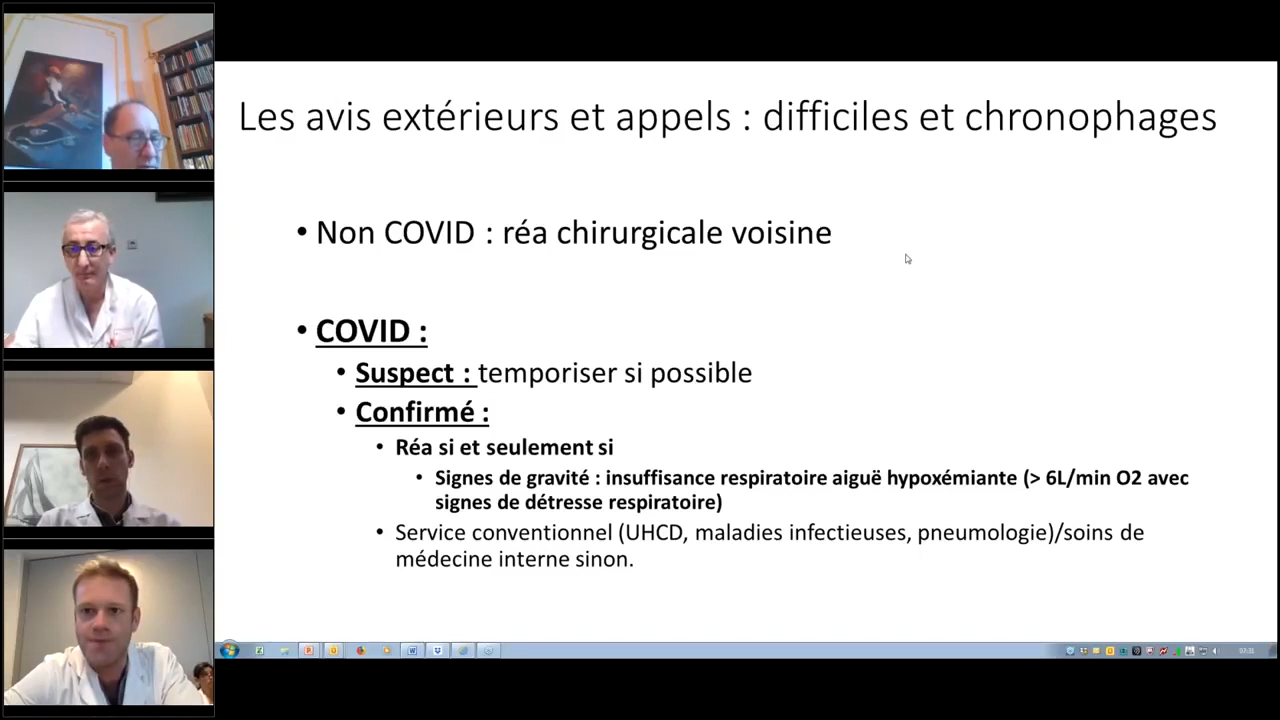 Les avis extérieurs et appels : difficiles et chronophages
• Non COVID : réa chirurgicale voisine
• COVID :
• Suspect : temporiser si possible
• Confirmé :
• Réa si et seulement si
• Signes de gravité : insuffisance respiratoire aiguë hypoxémiante (> 6L/min O2 avec
signes de détresse respiratoire)
• Service conventionnel (UHCD, maladies infectieuses, pneumologie)/soins de
médecine interne sinon.